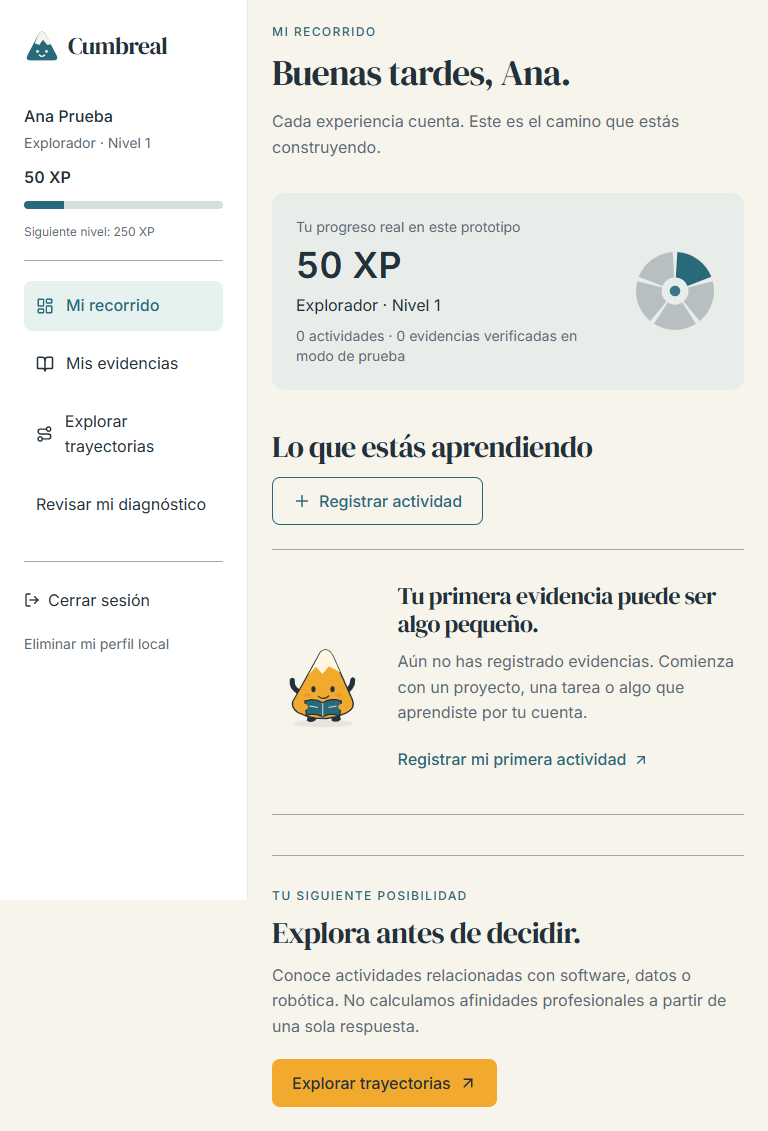 Cumbreal
Ana Prueba
Explorador · Nivel 1
50 XP
Siguiente nivel: 250 XP
Mi recorrido
Mis evidencias
Explorar
trayectorias
Revisar mi diagnóstico
Cerrar sesión
Eliminar mi perfil local
MI RECORRIDO
Buenas tardes, Ana.
Cada experiencia cuenta. Este es el camino que estás
construyendo.
Tu progreso real en este prototipo
50 XP
Explorador · Nivel 1
0 actividades · 0 evidencias verificadas en
modo de prueba
Lo que estás aprendiendo
Registrar actividad
Tu primera evidencia puede ser
algo pequeño.
Aún no has registrado evidencias. Comienza
con un proyecto, una tarea o algo que
aprendiste por tu cuenta.
Registrar mi primera actividad
TU SIGUIENTE POSIBILIDAD
Explora antes de decidir.
Conoce actividades relacionadas con software, datos o
robótica. No calculamos afinidades profesionales a partir de
una sola respuesta.
Explorar trayectorias